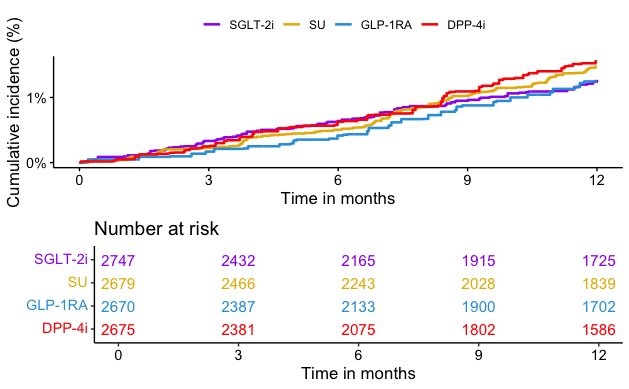 SGLT-2i SU GLP-1RA DPP-4i
Cumulative incidence (%)
1%
0%
0 3 6 9 12
Time in months
Number at risk
SGLT-2i 2747 2432 2165 1915 1725
SU 2679 2466 2243 2028 1839
GLP-1RA 2670 2387 2133 1900 1702
DPP-4i 2675 2381 2075 1802 1586
0 3 6 9 12
Time in months